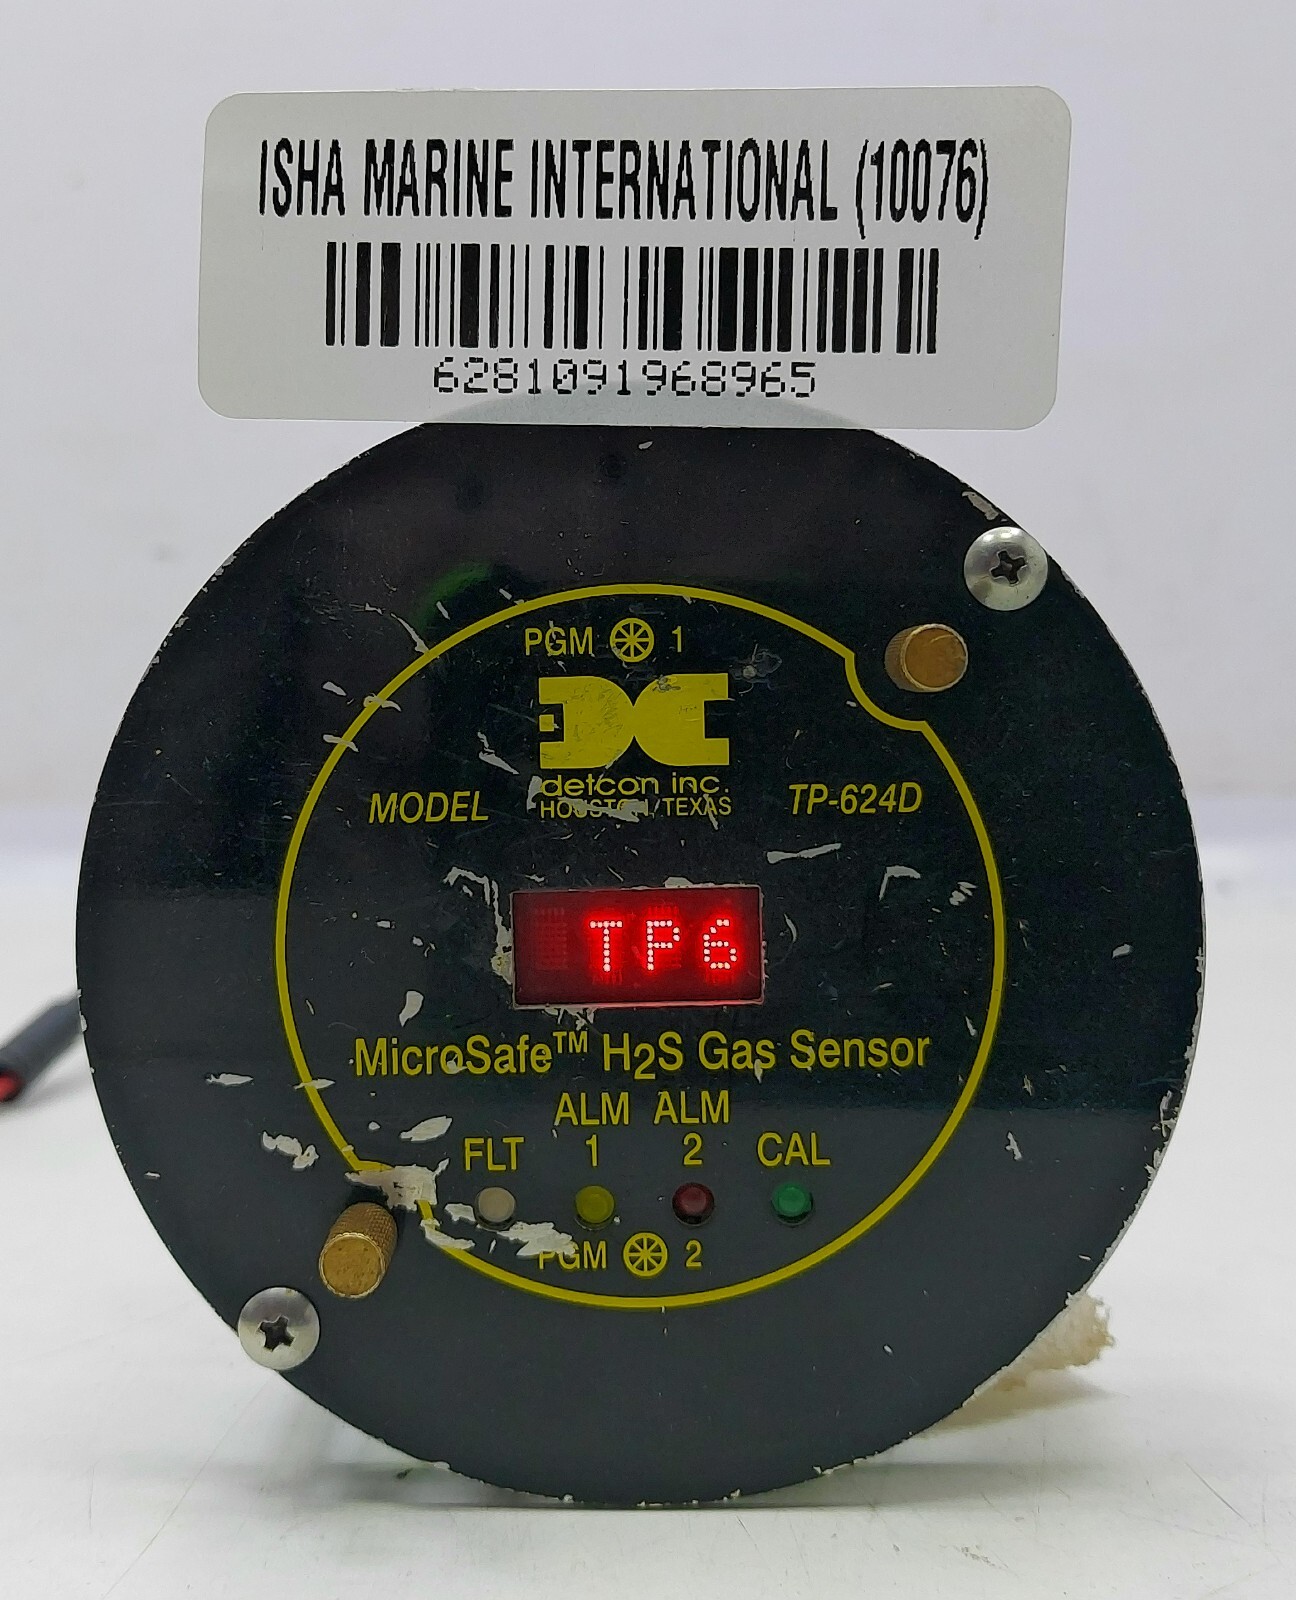 ISHA MARINE INTERNATIONAL (10076)
6281091968965
PGM 1
detcon inc.
HOUSTON, TEXAS
MODEL TP-624D
TP6
MicroSafe™ H2S Gas Sensor
ALM ALM
FLT 1 2 CAL
PGM 2